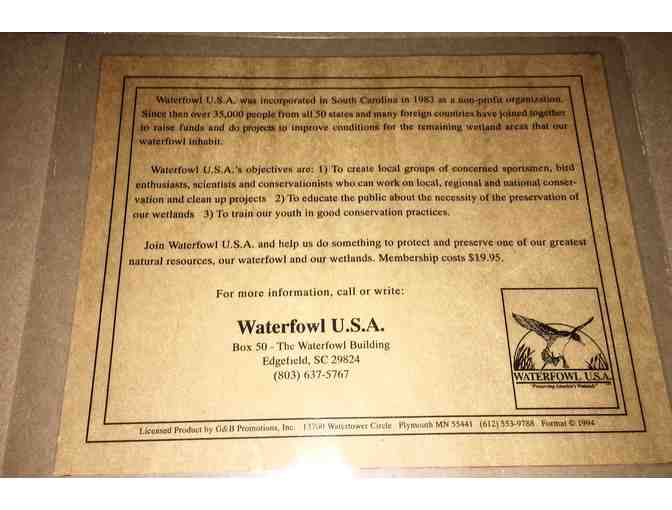 Waterfowl U.S.A. was incorporated in South Carolina in 1983 as a non-profit organization.
Since then over 35,000 people from all 50 states and many foreign countries have joined together
to raise funds and do projects to improve conditions for the remaining wetland areas that our
waterfowl inhabit.
Waterfowl U.S.A.'s objectives are: 1) To create local groups of concerned sportsmen, bird
enthusiasts, scientists and conservationists who can work on local, regional and national conser-
vation and clean up projects 2) To educate the public about the necessity of the preservation of
our wetlands 3) To train our youth in good conservation practices.
Join Waterfowl U.S.A. and help us do something to protect and preserve one of our greatest
natural resources, our waterfowl and our wetlands. Membership costs $19.95.
For more information, call or write:
Waterfowl U.S.A.
Box 50 - The Waterfowl Building
Edgefield, SC 29824
(803) 637-5767
WATERFOWL U.S.A.
"Preserving America's Wetlands"
Licensed Product by G&B Promotions, Inc. 13700 Watertower Circle Plymouth MN 55441 (612) 553-9788 Format © 1994